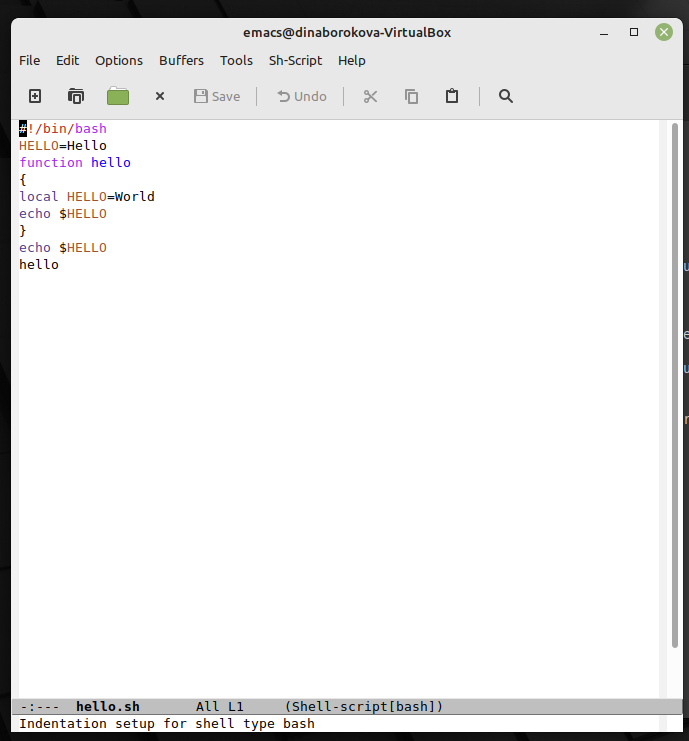 emacs@dinaborokova-VirtualBox
File Edit Options Buffers Tools Sh-Script Help
Save Undo
#!/bin/bash
HELLO=Hello
function hello
{
local HELLO=World
echo $HELLO
}
echo $HELLO
hello
-:--- hello.sh All L1 (Shell-script[bash])
Indentation setup for shell type bash